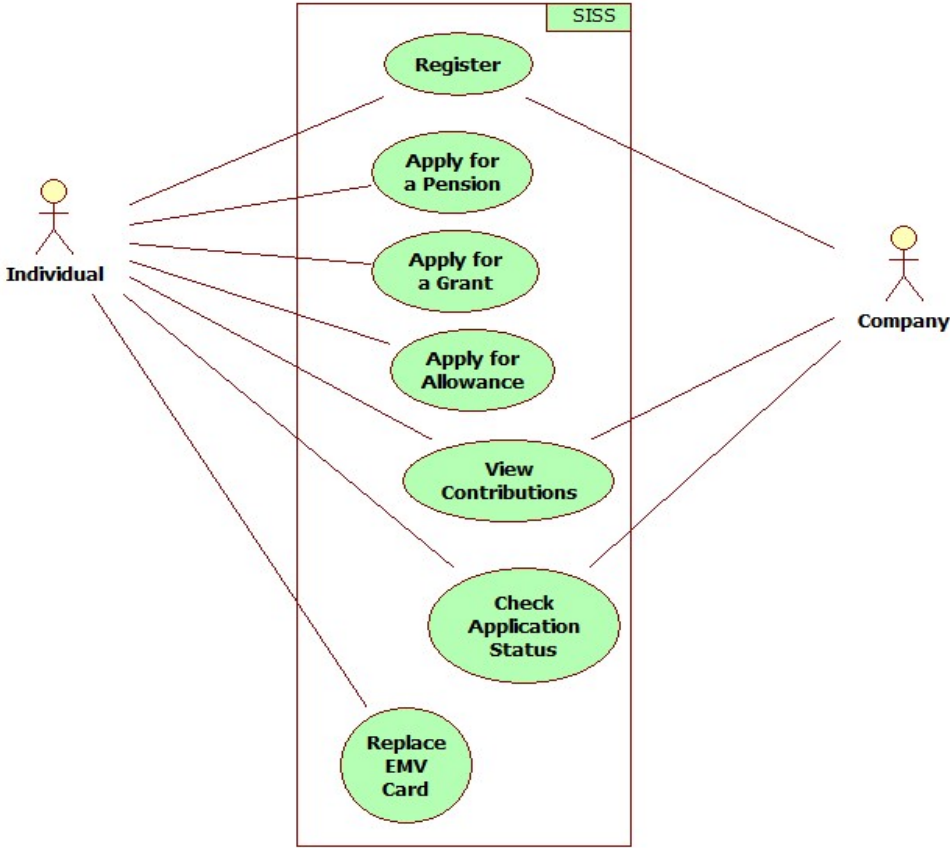 SISS
Register
Apply for
a Pension
Individual
Apply for
a Grant
Company
Apply for
Allowance
View
Contributions
Check
Application
Status
Replace
EMV
Card